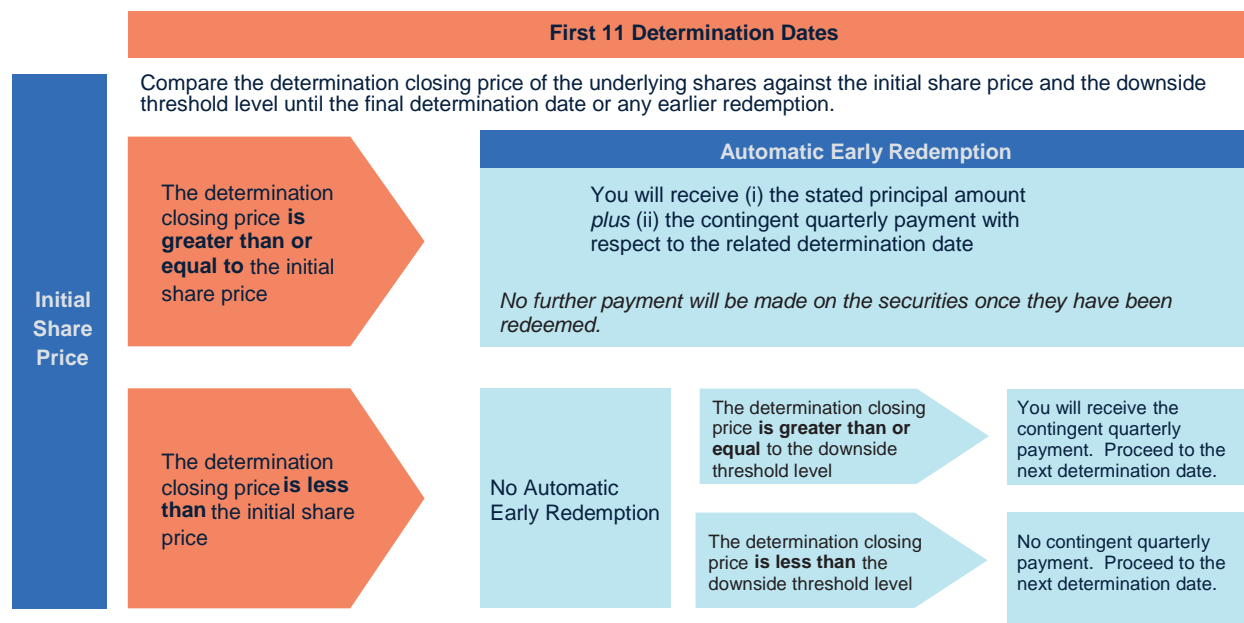 First 11 Determination Dates
Compare the determination closing price of the underlying shares against the initial share price and the downside
threshold level until the final determination date or any earlier redemption.
Initial
Share
Price
The determination
closing price is
greater than or
equal to the initial
share price
Automatic Early Redemption
You will receive (i) the stated principal amount
plus (ii) the contingent quarterly payment with
respect to the related determination date
No further payment will be made on the securities once they have been
redeemed.
The determination
closing price is less
than the initial share
price
No Automatic
Early Redemption
The determination closing
price is greater than or
equal to the downside
threshold level
You will receive the
contingent quarterly
payment. Proceed to the
next determination date.
The determination closing
price is less than the
downside threshold level
No contingent quarterly
payment. Proceed to the
next determination date.